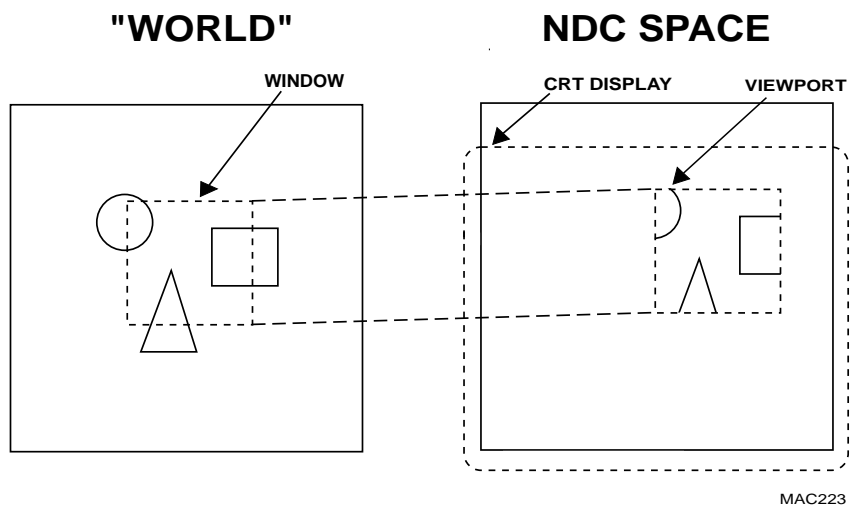 "WORLD"
NDC SPACE
WINDOW
CRT DISPLAY
VIEWPORT
MAC223